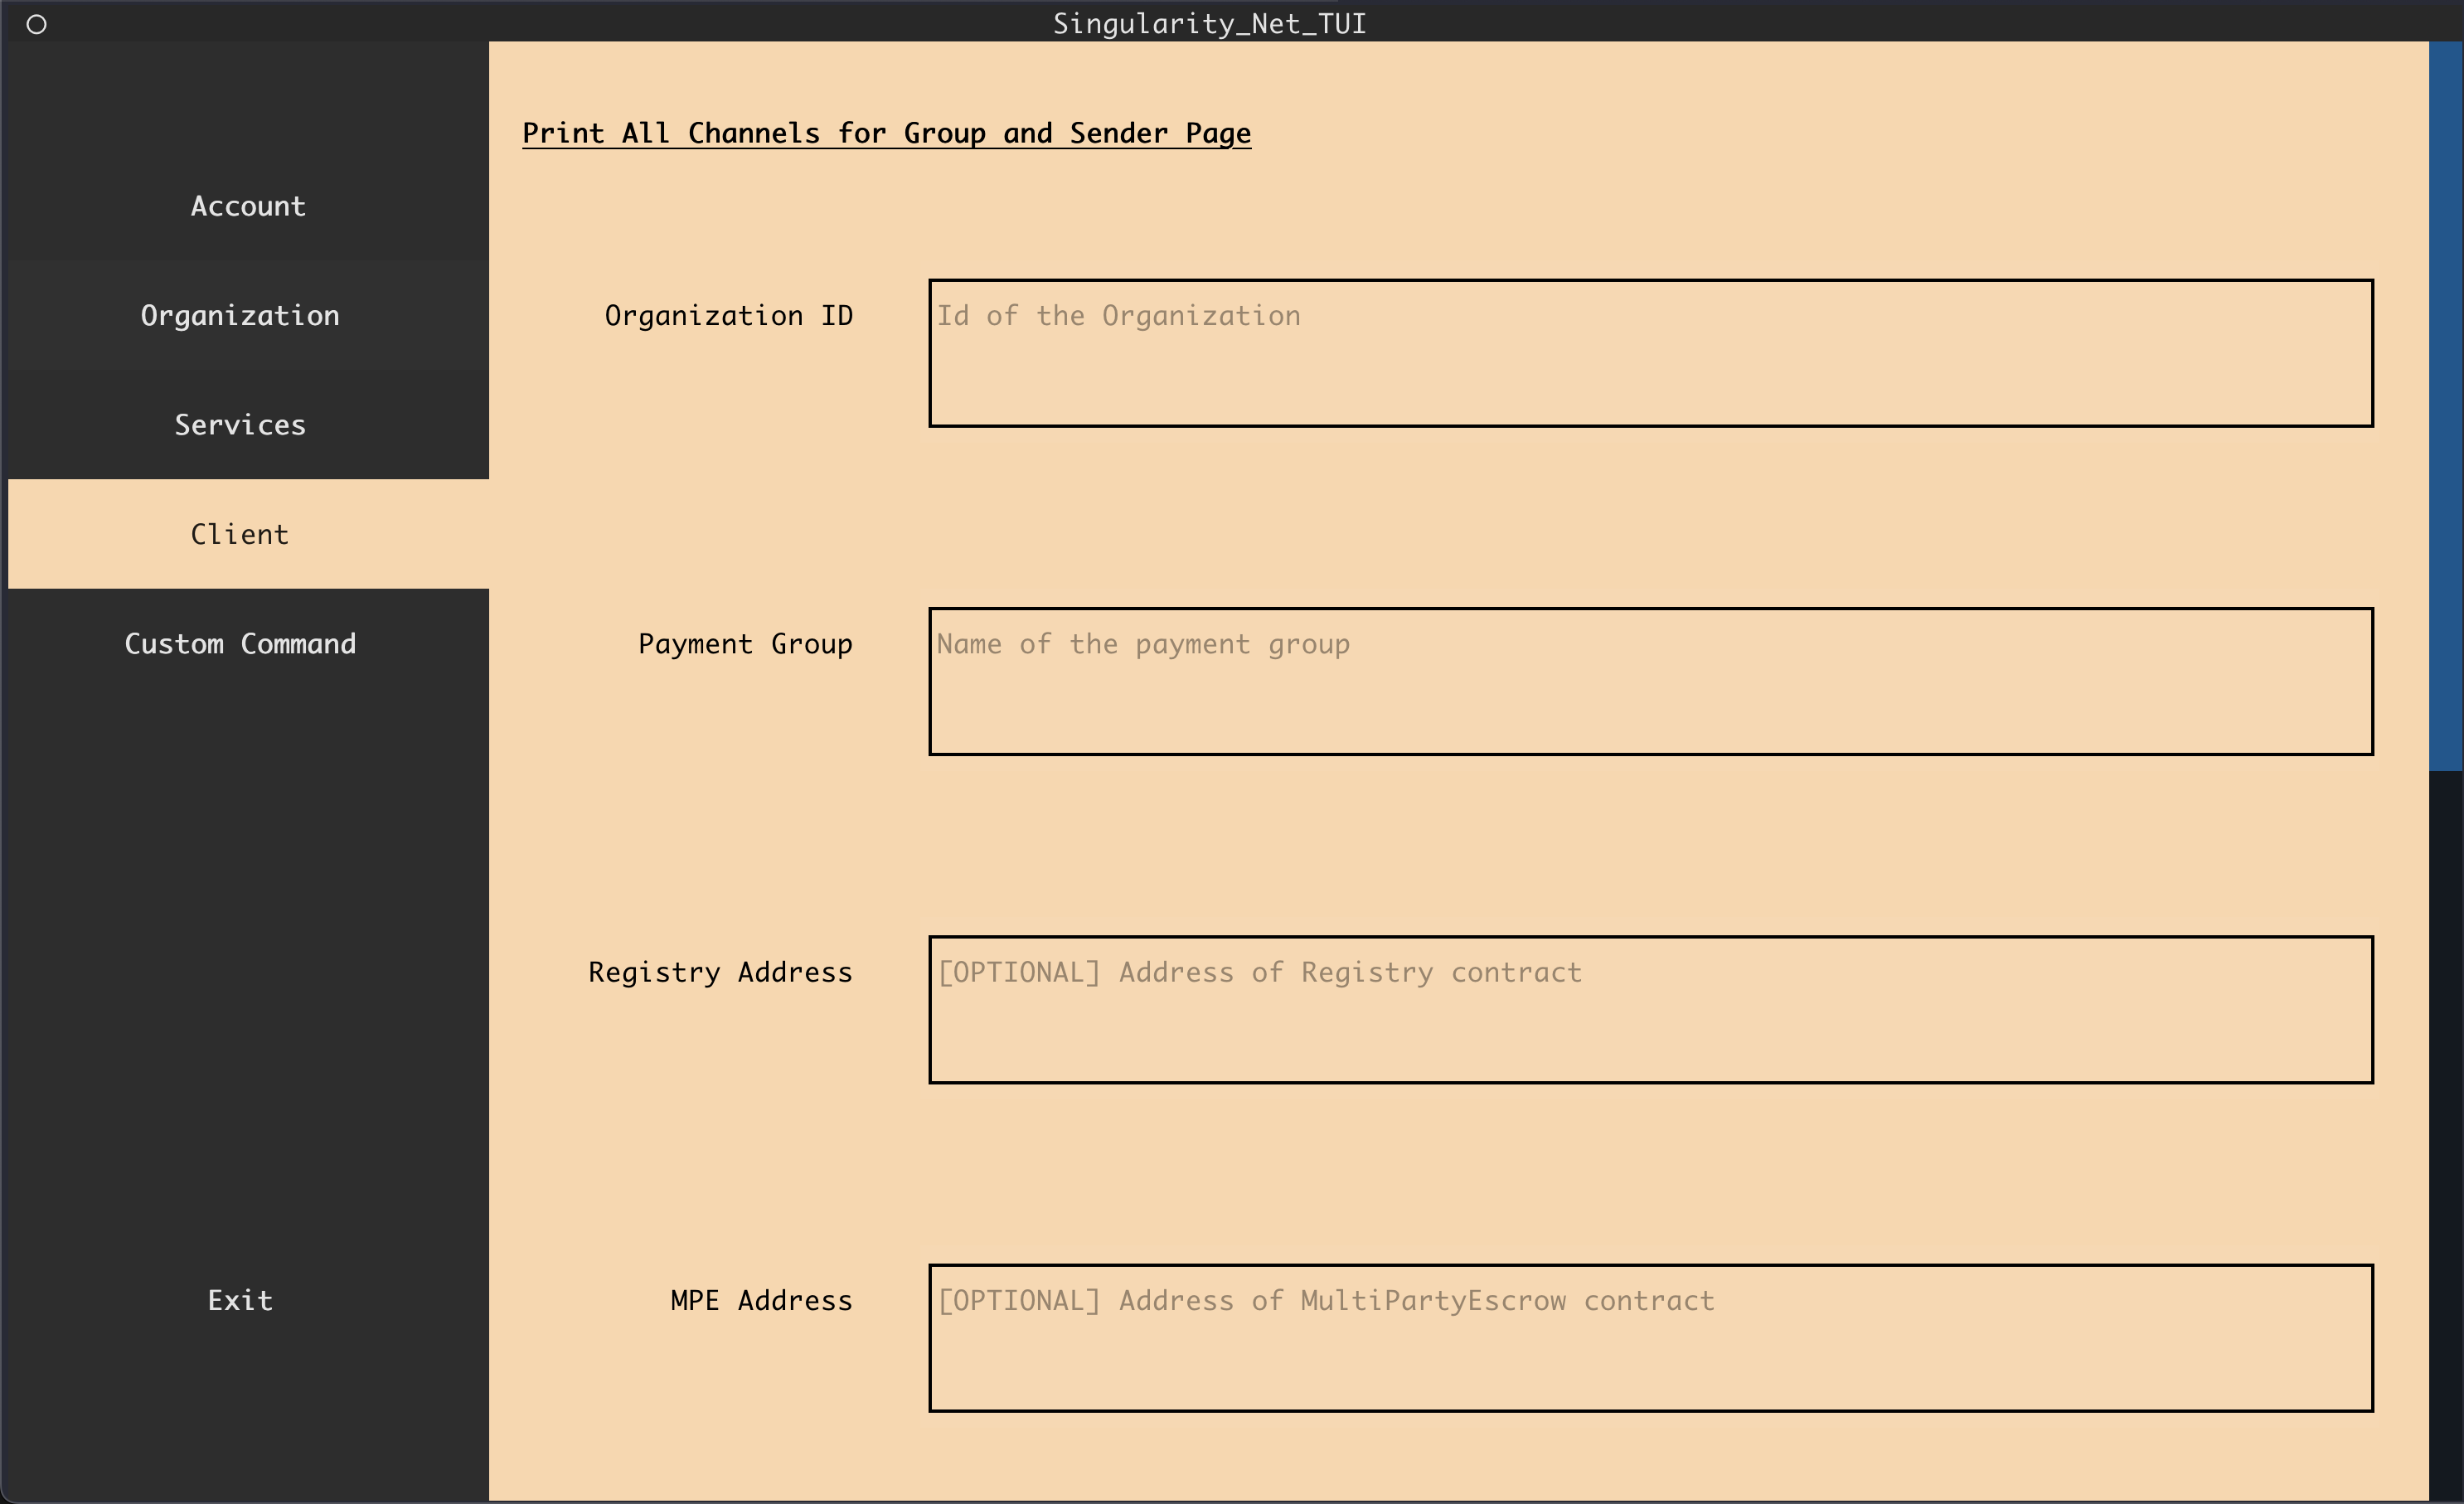 Singularity_Net_TUI
Print All Channels for Group and Sender Page
Account
Organization
Services
Client
Custom Command
Exit
Organization ID
Id of the Organization
Payment Group
Name of the payment group
Registry Address
[OPTIONAL] Address of Registry contract
MPE Address
[OPTIONAL] Address of MultiPartyEscrow contract